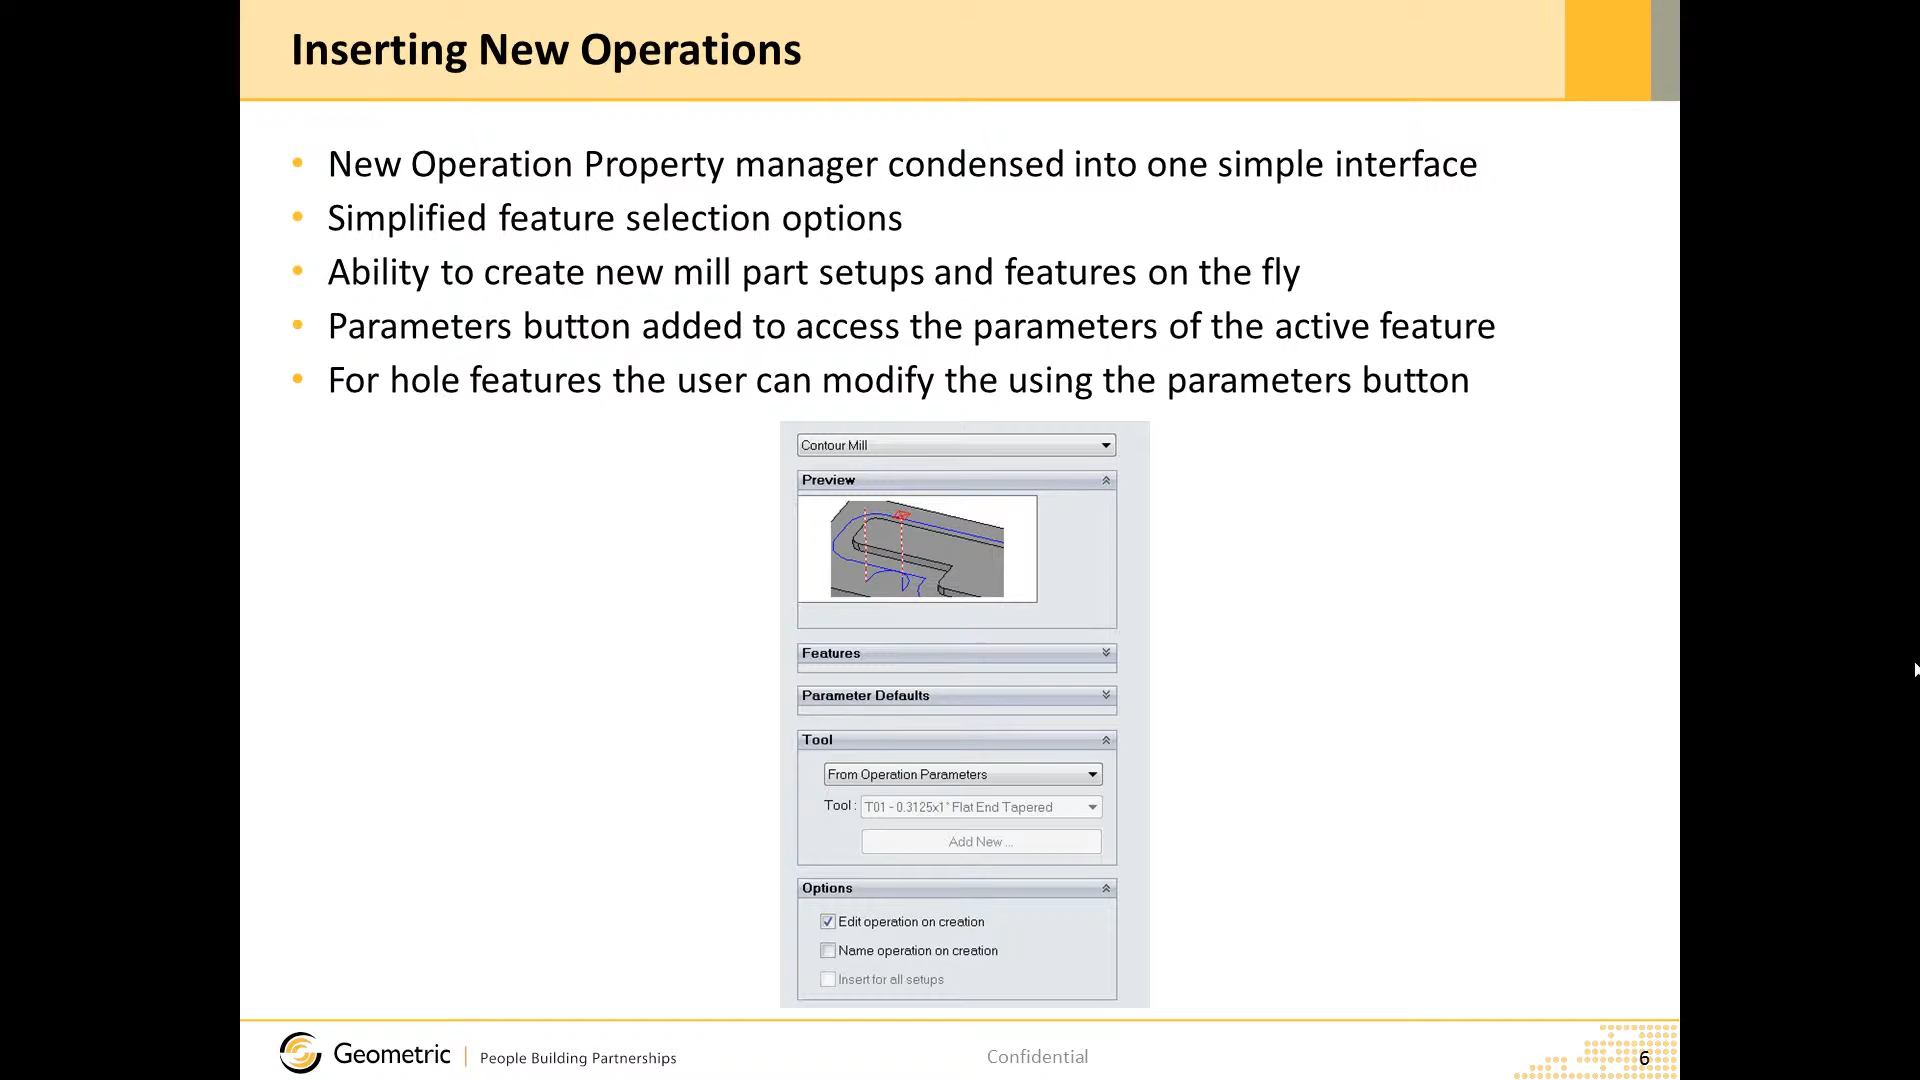 Inserting New Operations
• New Operation Property manager condensed into one simple interface
• Simplified feature selection options
• Ability to create new mill part setups and features on the fly
• Parameters button added to access the parameters of the active feature
• For hole features the user can modify the using the parameters button
Contour Mill
Preview
Features
Parameter Defaults
Tool
From Operation Parameters
Tool : T01 - 0.3125x1° Flat End Tapered
Add New ...
Options
Edit operation on creation
Name operation on creation
Insert for all setups
Geometric | People Building Partnerships
Confidential
6